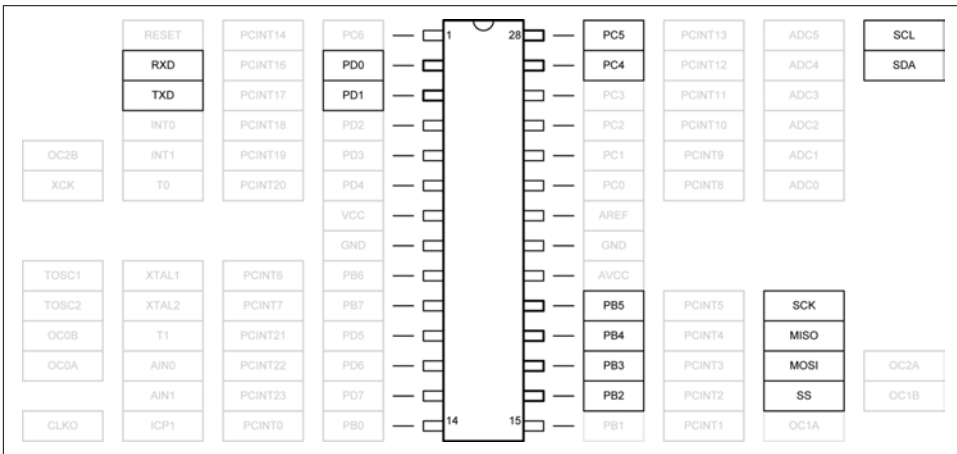 RESET PCINT14 PC6 1 28 PC5 PCINT13 ADC5 SCL
RXD PCINT16 PD0 PC4 PCINT12 ADC4 SDA
TXD PCINT17 PD1 PC3 PCINT11 ADC3
INT0 PCINT18 PD2 PC2 PCINT10 ADC2
OC2B INT1 PCINT19 PD3 PC1 PCINT9 ADC1
XCK T0 PCINT20 PD4 PC0 PCINT8 ADC0
VCC AREF
GND GND
TOSC1 XTAL1 PCINT6 PB6 AVCC
TOSC2 XTAL2 PCINT7 PB7 PB5 PCINT5 SCK
OC0B T1 PCINT21 PD5 PB4 PCINT4 MISO
OC0A AIN0 PCINT22 PD6 PB3 PCINT3 MOSI OC2A
AIN1 PCINT23 PD7 PB2 PCINT2 SS OC1B
CLKO ICP1 PCINT0 PB0 14 15 PB1 PCINT1 OC1A